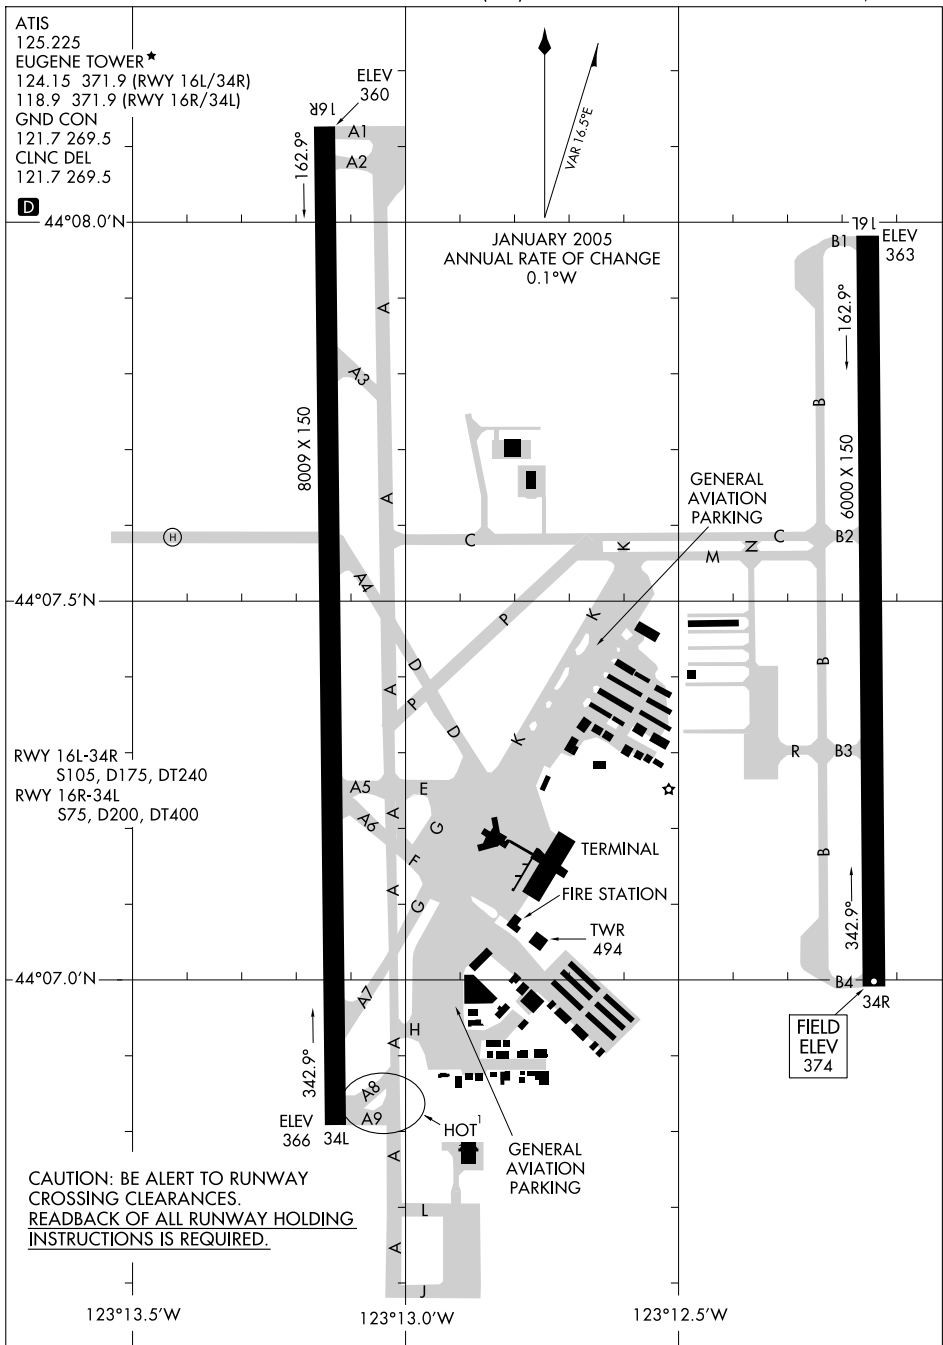 ATIS
125.225
EUGENE TOWER★
124.15 371.9 (RWY 16L/34R)
118.9 371.9 (RWY 16R/34L)
GND CON
121.7 269.5
CLNC DEL
121.7 269.5
D
ELEV
360
16R
162.9°
A1
A2
VAR 16.5°E
JANUARY 2005
ANNUAL RATE OF CHANGE
0.1°W
44°08.0'N
16L
B1
ELEV
363
162.9°
A
A3
B
8009 X 150
6000 X 150
A
GENERAL
AVIATION
PARKING
H
C
K
C
B2
M
N
A4
44°07.5'N
P
K
D
B
A
P
D
K
R
B3
RWY 16L-34R
S105, D175, DT240
RWY 16R-34L
S75, D200, DT400
A5
E
A
A6
G
F
TERMINAL
B
A
G
FIRE STATION
TWR
494
342.9°
44°07.0'N
B4
34R
A7
H
FIELD
ELEV
374
342.9°
A
A8
A9
ELEV
366
34L
HOT1
A
GENERAL
AVIATION
PARKING
CAUTION: BE ALERT TO RUNWAY
CROSSING CLEARANCES.
READBACK OF ALL RUNWAY HOLDING
INSTRUCTIONS IS REQUIRED.
L
A
J
123°13.5'W
123°13.0'W
123°12.5'W